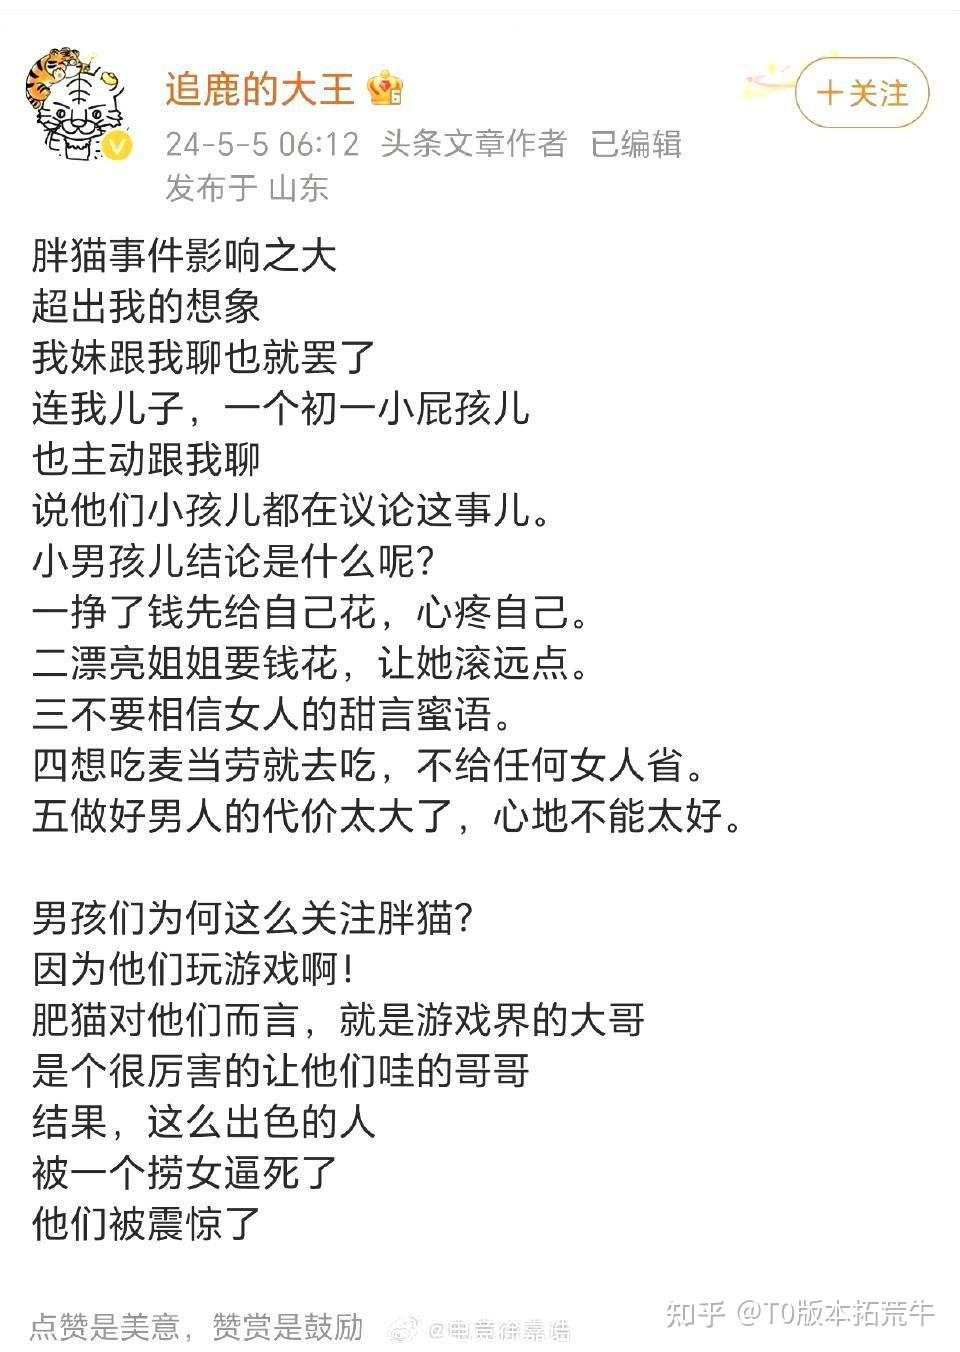 追鹿的大王
+关注
24-5-5 06:12 头条文章作者 已编辑
发布于 山东
胖猫事件影响之大
超出我的想象
我妹跟我聊也就罢了
连我儿子，一个初一小屁孩儿
也主动跟我聊
说他们小孩儿都在议论这事儿。
小男孩儿结论是什么呢?
一挣了钱先给自己花，心疼自己。
二漂亮姐姐要钱花，让她滚远点。
三不要相信女人的甜言蜜语。
四想吃麦当劳就去吃，不给任何女人省。
五做好男人的代价太大了，心地不能太好。
男孩们为何这么关注胖猫?
因为他们玩游戏啊!
肥猫对他们而言，就是游戏界的大哥
是个很厉害的让他们哇的哥哥
结果，这么出色的人
被一个捞女逼死了
他们被震惊了
点赞是美意，赞赏是鼓励
@电竞徐靠谱
知乎 @T0版本拓荒牛